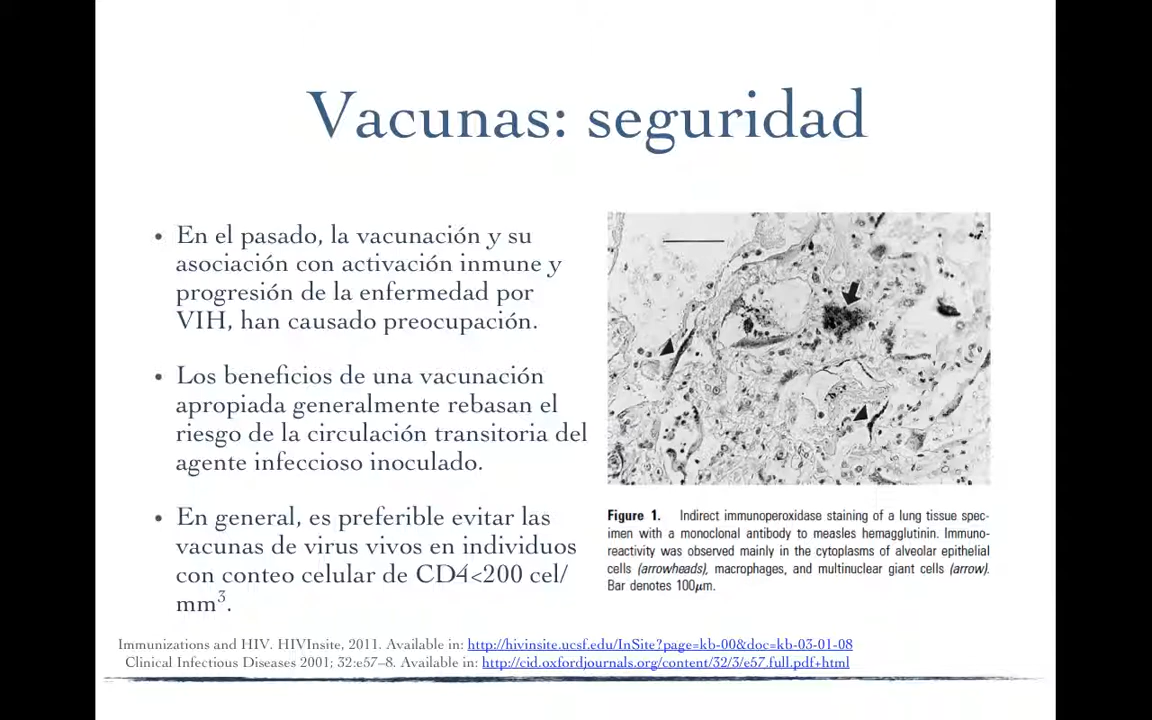 Vacunas: seguridad
• En el pasado, la vacunación y su
asociación con activación inmune y
progresión de la enfermedad por
VIH, han causado preocupación.
• Los beneficios de una vacunación
apropiada generalmente rebasan el
riesgo de la circulación transitoria del
agente infeccioso inoculado.
• En general, es preferible evitar las
vacunas de virus vivos en individuos
con conteo celular de CD4<200 cel/
mm³.
Figure 1. Indirect immunoperoxidase staining of a lung tissue spec-
imen with a monoclonal antibody to measles hemagglutinin. Immuno-
reactivity was observed mainly in the cytoplasms of alveolar epithelial
cells (arrowheads), macrophages, and multinuclear giant cells (arrow).
Bar denotes 100μm.
Immunizations and HIV. HIVInsite, 2011. Available in: http://hivinsite.ucsf.edu/InSite?page=kb-00&doc=kb-03-01-08
Clinical Infectious Diseases 2001; 32:e57–8. Available in: http://cid.oxfordjournals.org/content/32/3/e57.full.pdf+html